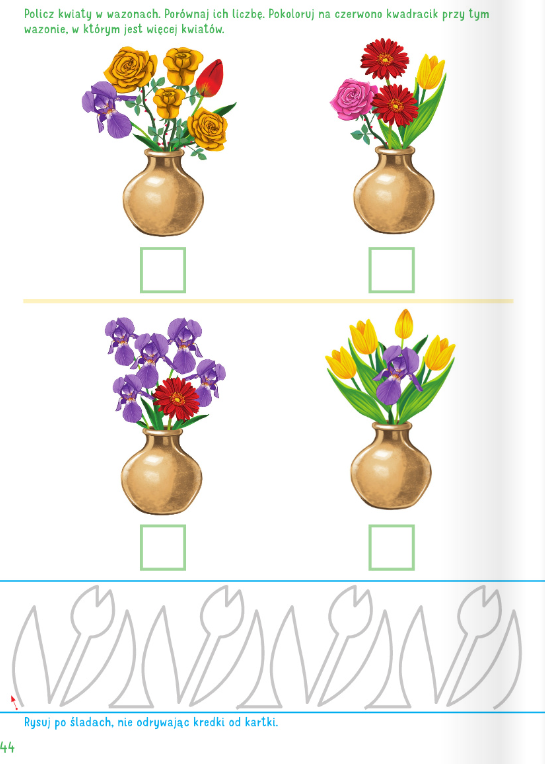 Policz kwiaty w wazonach. Porównaj ich liczbę. Pokoloruj na czerwono kwadracik przy tym
wazonie, w którym jest więcej kwiatów.
Rysuj po śladach, nie odrywając kredki od kartki.
44